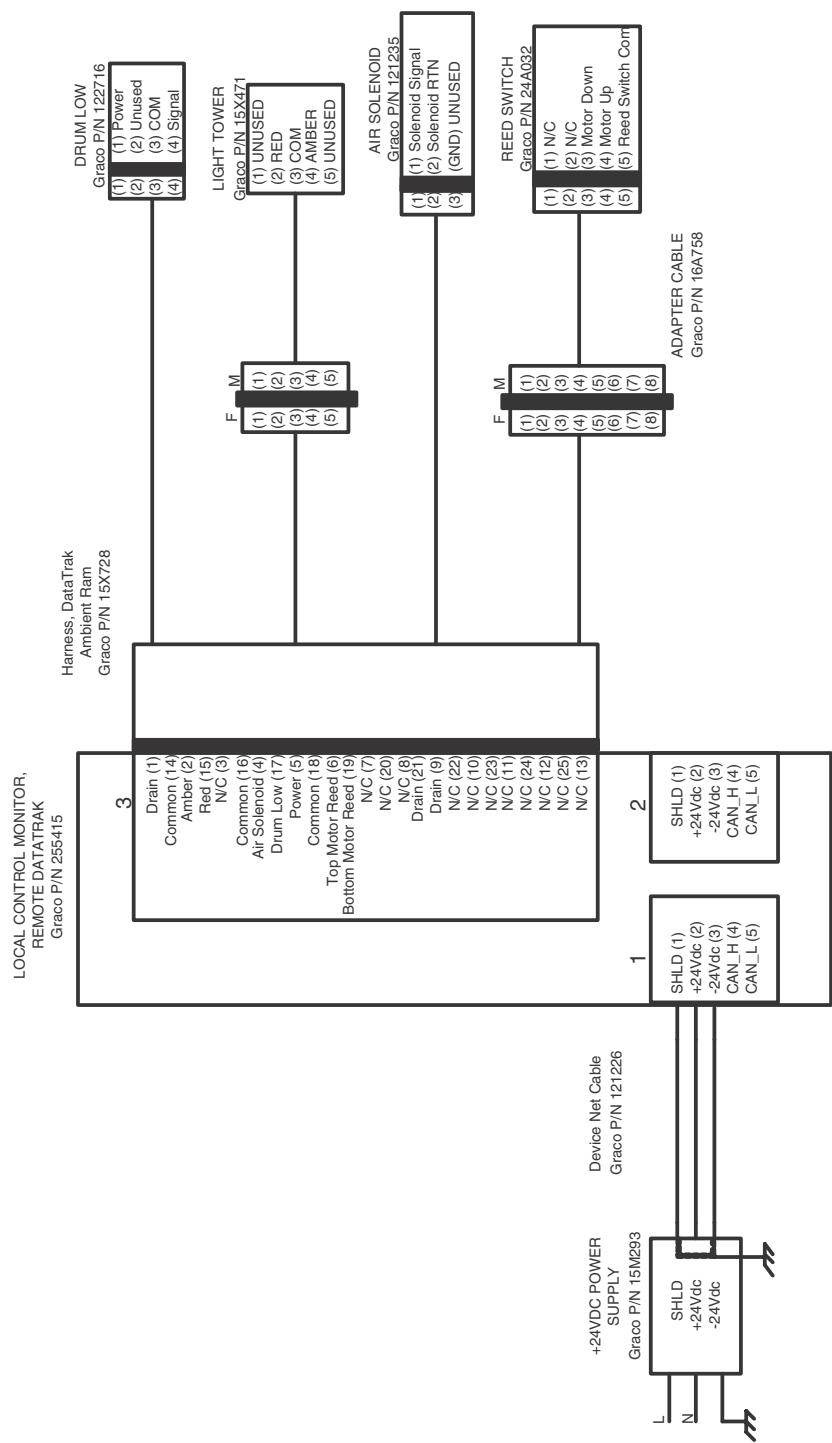 DRUM LOW
Graco P/N 122716
(1)
(2)
(3)
(4)
(1) Power
(2) Unused
(3) COM
(4) Signal
LIGHT TOWER
Graco P/N 15X471
(1) UNUSED
(2) RED
(3) COM
(4) AMBER
(5) UNUSED
AIR SOLENOID
Graco P/N 121235
(1)
(2)
(3)
(1) Solenoid Signal
(2) Solenoid RTN
(GND) UNUSED
REED SWITCH
Graco P/N 24A032
(1)
(2)
(3)
(4)
(5)
(1) N/C
(2) N/C
(3) Motor Down
(4) Motor Up
(5) Reed Switch Com
F
M
(1)
(2)
(3)
(4)
(5)
(1)
(2)
(3)
(4)
(5)
F
M
(1)
(2)
(3)
(4)
(5)
(6)
(7)
(8)
(1)
(2)
(3)
(4)
(5)
(6)
(7)
(8)
ADAPTER CABLE
Graco P/N 16A758
Harness, DataTrak
Ambient Ram
Graco P/N 15X728
LOCAL CONTROL MONITOR,
REMOTE DATATRAK
Graco P/N 255415
3
Drain (1)
Common (14)
Amber (2)
Red (15)
N/C (3)
Common (16)
Air Solenoid (4)
Drum Low (17)
Power (5)
Common (18)
Top Motor Reed (6)
Bottom Motor Reed (19)
N/C (7)
N/C (20)
N/C (8)
Drain (21)
Drain (9)
N/C (22)
N/C (10)
N/C (23)
N/C (11)
N/C (24)
N/C (12)
N/C (25)
N/C (13)
1
SHLD (1)
+24Vdc (2)
-24Vdc (3)
CAN_H (4)
CAN_L (5)
2
SHLD (1)
+24Vdc (2)
-24Vdc (3)
CAN_H (4)
CAN_L (5)
Device Net Cable
Graco P/N 121226
+24VDC POWER
SUPPLY
Graco P/N 15M293
SHLD
+24Vdc
-24Vdc
L
N